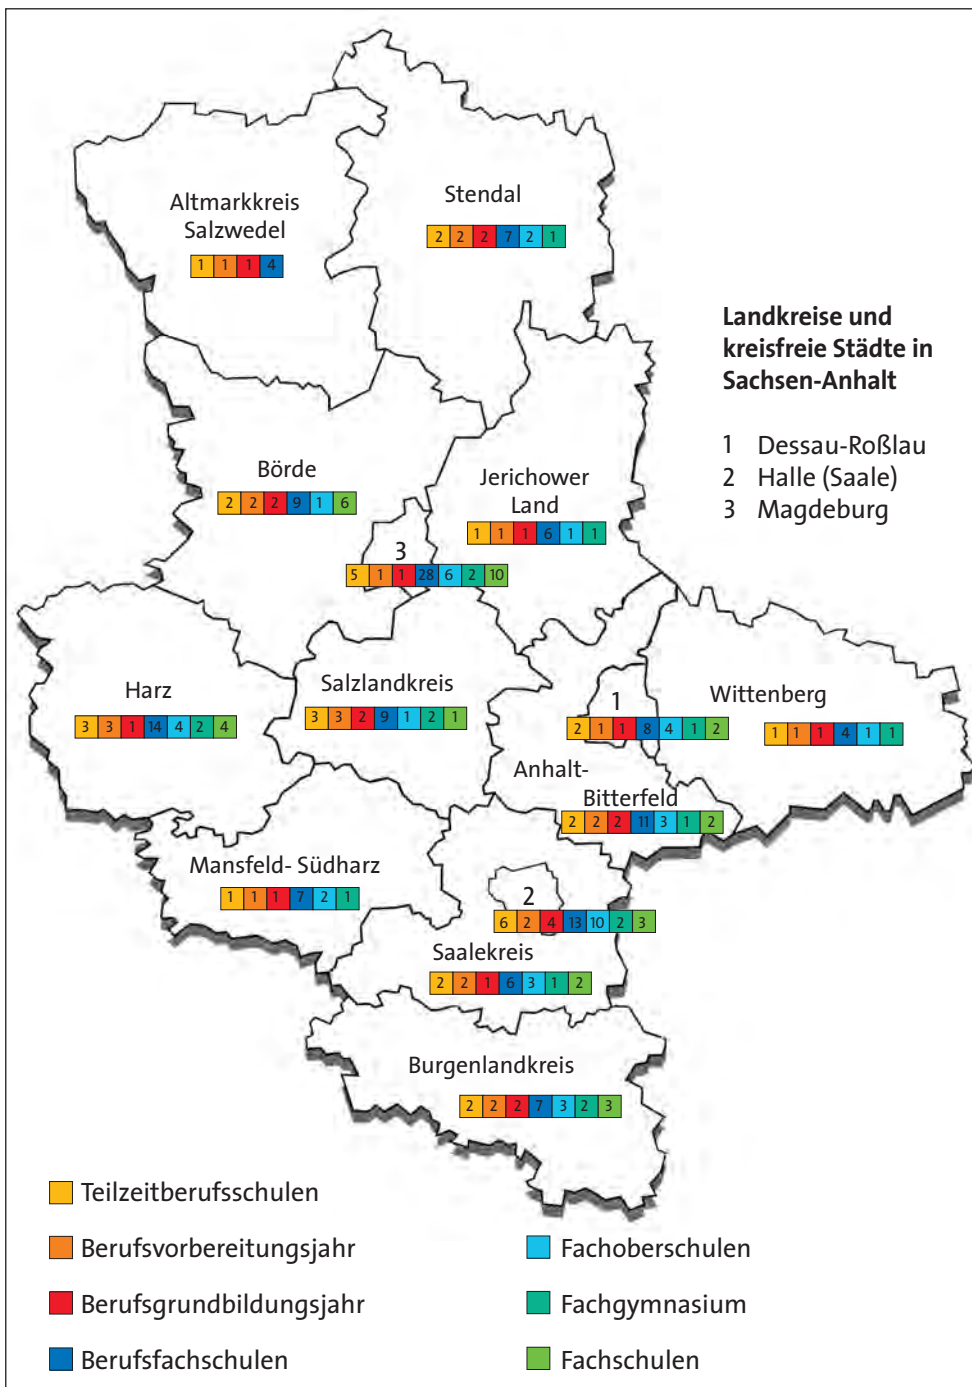 Altmarkkreis
Salzwedel
1 1 1 4
Stendal
2 2 2 7 2 1
Landkreise und
kreisfreie Städte in
Sachsen-Anhalt
1 Dessau-Roßlau
2 Halle (Saale)
3 Magdeburg
Börde
2 2 2 9 1 6
Jerichower
Land
1 1 1 6 1 1
3
5 1 1 28 6 2 10
Harz
3 3 1 14 4 2 4
Salzlandkreis
3 3 2 9 1 2 1
1
2 1 1 8 4 1 2
Wittenberg
1 1 1 4 1 1
Anhalt-
Bitterfeld
2 2 2 11 3 1 2
Mansfeld- Südharz
1 1 1 7 2 1
2
6 2 4 13 10 2 3
Saalekreis
2 2 1 6 3 1 2
Burgenlandkreis
2 2 2 7 3 2 3
Teilzeitberufsschulen
Berufsvorbereitungsjahr
Berufsgrundbildungsjahr
Berufsfachschulen
Fachoberschulen
Fachgymnasium
Fachschulen